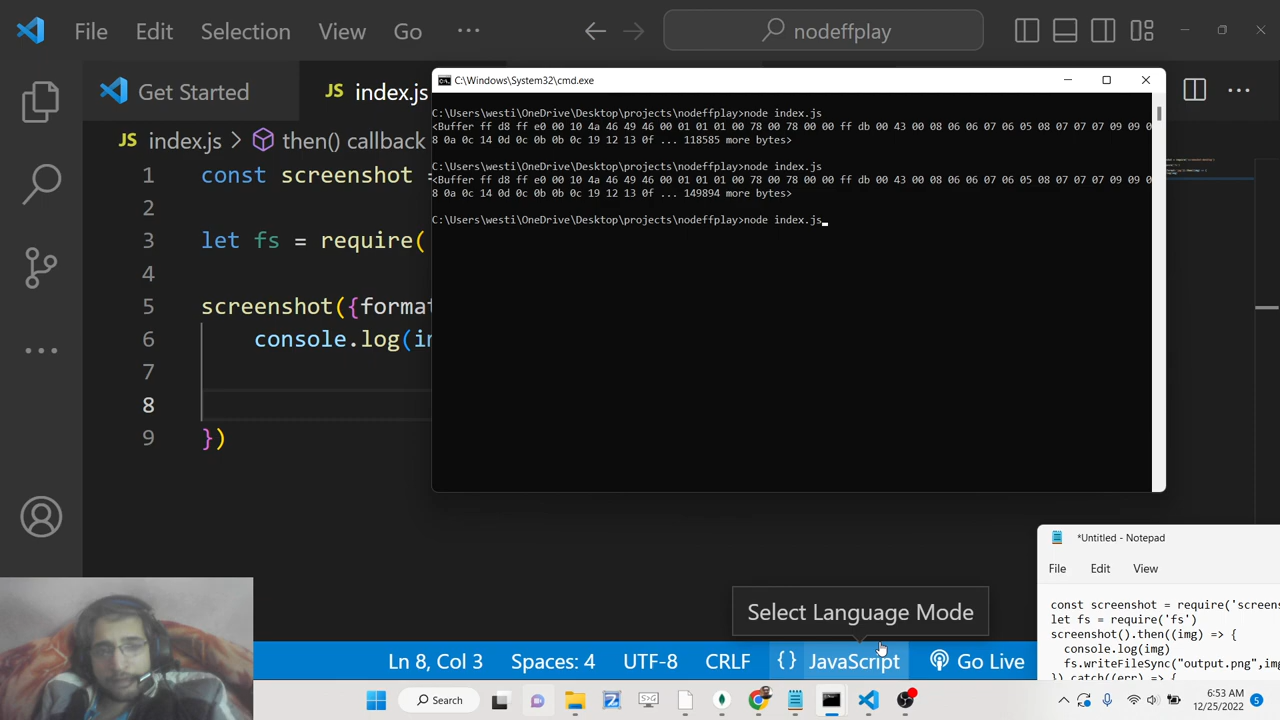 File Edit Selection View Go ··· nodeffplay
Get Started JS index.js
C:\Windows\System32\cmd.exe
JS index.js > then() callback
1 const screenshot =
2
3 let fs = require(
4
5 screenshot({format
6 console.log(im
7
8
9 })
C:\Users\westi\OneDrive\Desktop\projects\nodeffplay>node index.js
<Buffer ff d8 ff e0 00 10 4a 46 49 46 00 01 01 01 00 78 00 78 00 00 ff db 00 43 00 08 06 06 07 06 05 08 07 07 07 09 09 0
8 0a 0c 14 0d 0c 0b 0b 0c 19 12 13 0f ... 118585 more bytes>
C:\Users\westi\OneDrive\Desktop\projects\nodeffplay>node index.js
<Buffer ff d8 ff e0 00 10 4a 46 49 46 00 01 01 01 00 78 00 78 00 00 ff db 00 43 00 08 06 06 07 06 05 08 07 07 07 09 09 0
8 0a 0c 14 0d 0c 0b 0b 0c 19 12 13 0f ... 149894 more bytes>
C:\Users\westi\OneDrive\Desktop\projects\nodeffplay>node index.js
*Untitled - Notepad
File Edit View
const screenshot = require('screens
let fs = require('fs')
screenshot().then((img) => {
console.log(img)
fs.writeFileSync("output.png",img
}).catch((err) => {
Select Language Mode
Ln 8, Col 3 Spaces: 4 UTF-8 CRLF {} JavaScript Go Live
Search
6:53 AM
12/25/2022
5